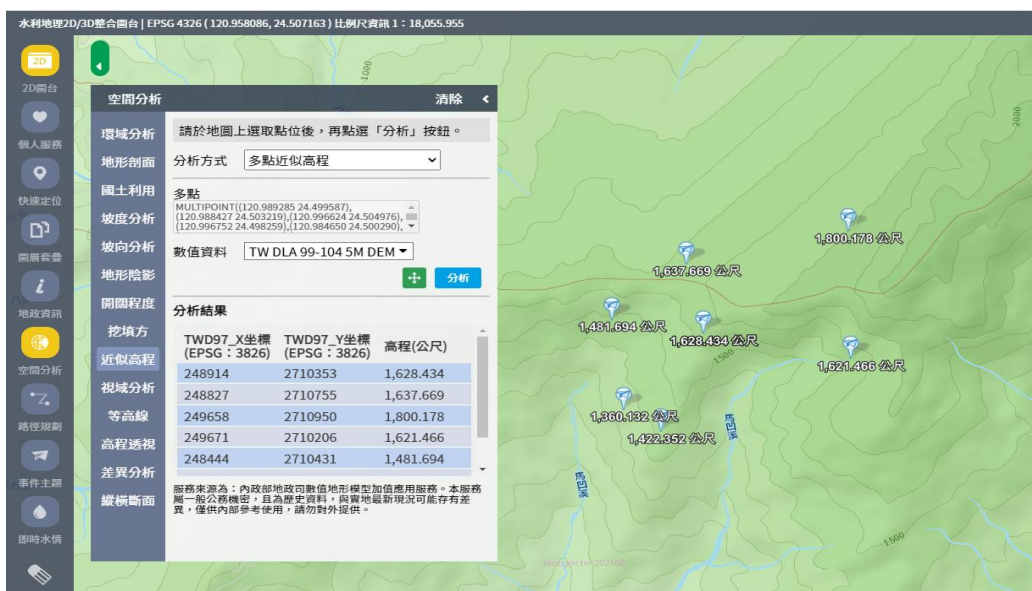 水利地理2D/3D整合圖台 | EPSG 4326 ( 120.958086, 24.507163 ) 比例尺資訊 1：18,055.955
2D
2D圖台
個人服務
快速定位
圖層套疊
地政資訊
空間分析
路徑規劃
事件主題
即時水情
空間分析
清除
環域分析
地形剖面
國土利用
坡度分析
坡向分析
地形陰影
開闊程度
挖填方
近似高程
視域分析
等高線
高程透視
差異分析
縱橫斷面
請於地圖上選取點位後，再點選「分析」按鈕。
分析方式 多點近似高程
多點
MULTIPOINT((120.989285 24.499587),
(120.988427 24.503219),(120.996624 24.504976),
(120.996752 24.498259),(120.984650 24.500290),
數值資料 TW DLA 99-104 5M DEM
分析
分析結果
TWD97_X坐標 (EPSG：3826) TWD97_Y坐標 (EPSG：3826) 高程(公尺)
248914 2710353 1,628.434
248827 2710755 1,637.669
249658 2710950 1,800.178
249671 2710206 1,621.466
248444 2710431 1,481.694
服務來源為：內政部地政司數值地形模型加值應用服務。本服務
屬一般公務機密，且為歷史資料，與實地最新現況可能存有差
異，僅供內部參考使用，請勿對外提供。
1000
2000
1,800.178 公尺
1,637.669 公尺
1,481.694 公尺
1,628.434 公尺
1500
1,621.466 公尺
1,360.132 公尺
1,422.352 公尺
1500